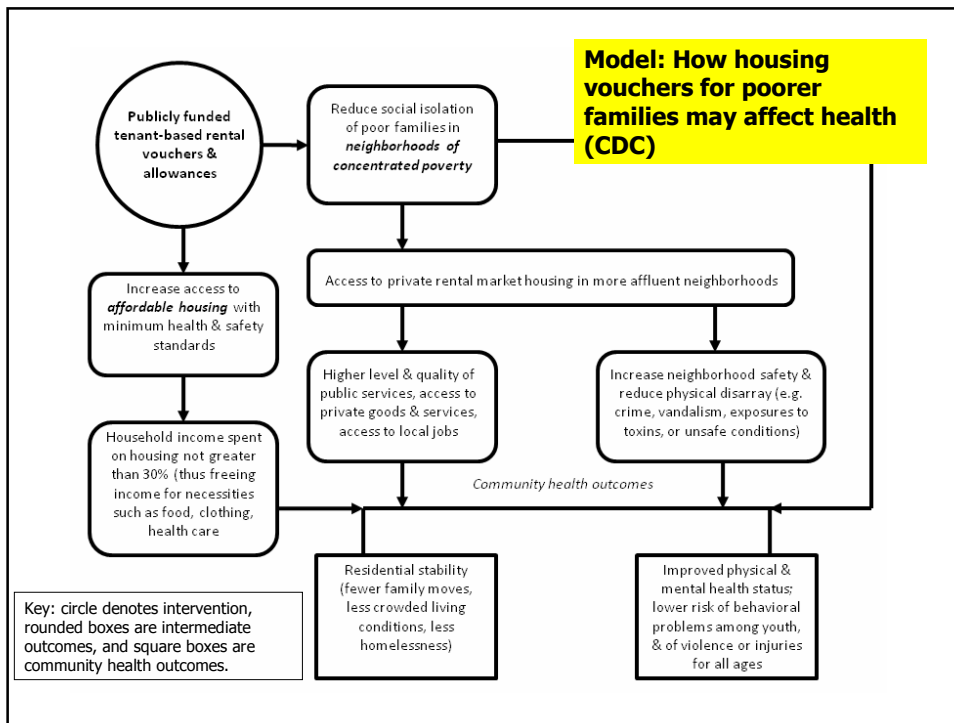 Model: How housing
vouchers for poorer
families may affect health
(CDC)
Publicly funded
tenant-based rental
vouchers &
allowances
Reduce social isolation
of poor families in
neighborhoods of
concentrated poverty
Increase access to
affordable housing with
minimum health & safety
standards
Access to private rental market housing in more affluent neighborhoods
Higher level & quality of
public services, access to
private goods & services,
access to local jobs
Increase neighborhood safety &
reduce physical disarray (e.g.
crime, vandalism, exposures to
toxins, or unsafe conditions)
Household income spent
on housing not greater
than 30% (thus freeing
income for necessities
such as food, clothing,
health care
Community health outcomes
Residential stability
(fewer family moves,
less crowded living
conditions, less
homelessness)
Improved physical &
mental health status;
lower risk of behavioral
problems among youth,
& of violence or injuries
for all ages
Key: circle denotes intervention,
rounded boxes are intermediate
outcomes, and square boxes are
community health outcomes.